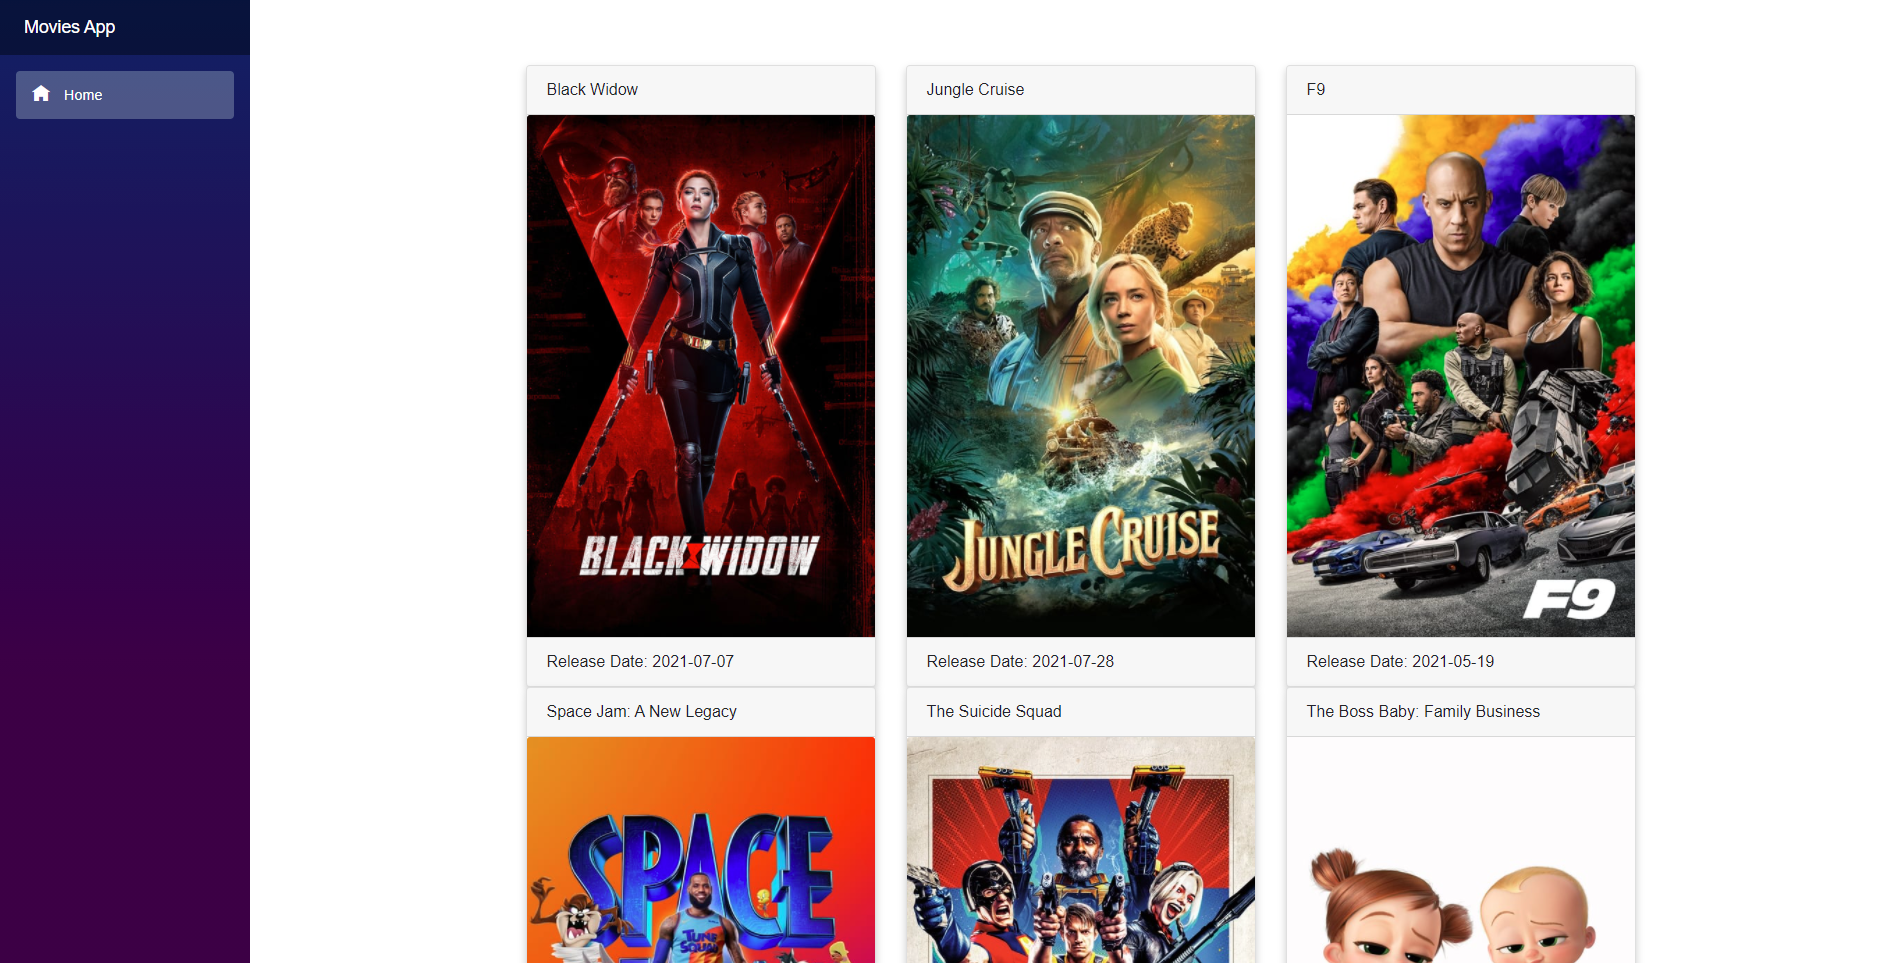 Movies App
Home
Black Widow
Jungle Cruise
F9
BLACK WIDOW
JUNGLE CRUISE
F9
Release Date: 2021-07-07
Release Date: 2021-07-28
Release Date: 2021-05-19
Space Jam: A New Legacy
The Suicide Squad
The Boss Baby: Family Business
SPACE
TUNE
SQUAD